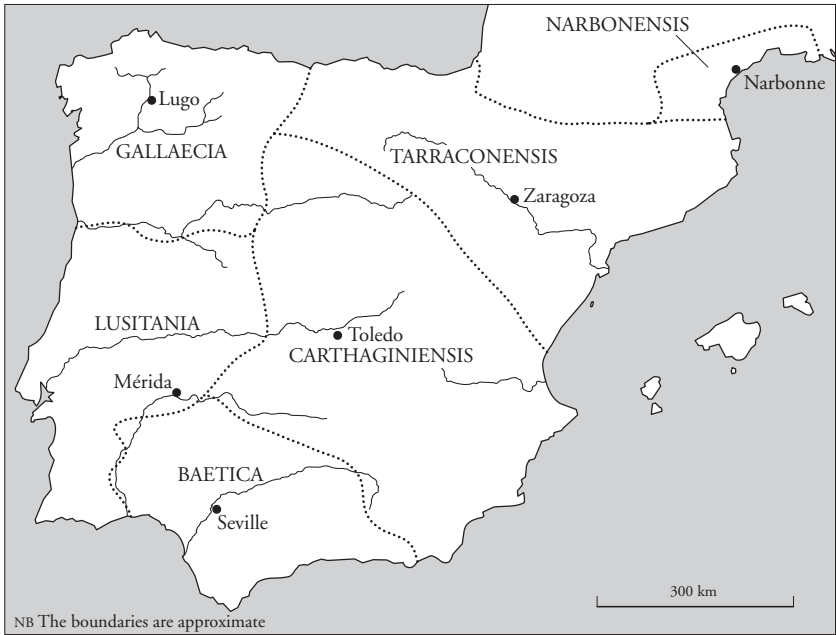 NARBONENSIS
Narbonne
Lugo
GALLAECIA
TARRACONENSIS
Zaragoza
LUSITANIA
Toledo
CARTHAGINIENSIS
Mérida
BAETICA
Seville
300 km
NB The boundaries are approximate